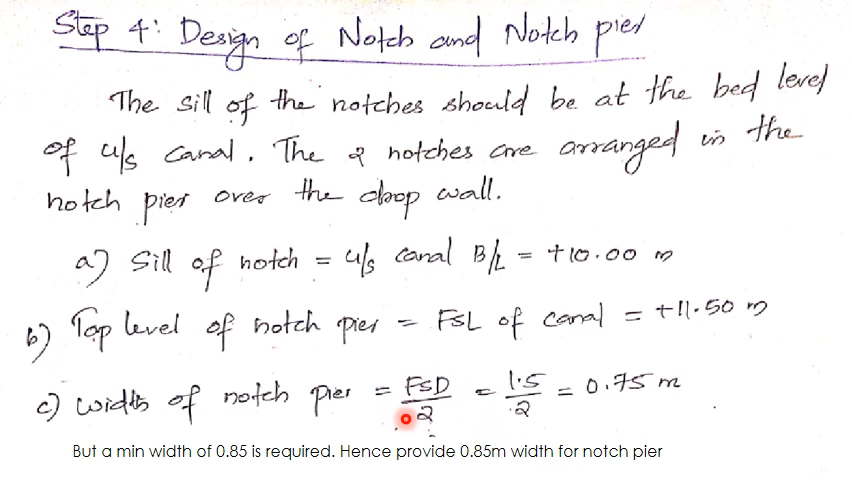 Step 4: Design of Notch and Notch pier
The sill of the notches should be at the bed level
of u/s canal. The 2 notches are arranged in the
notch pier over the drop wall.
a) Sill of notch = u/s canal B/L = +10.00 m
b) Top level of notch pier = FSL of canal = +11.50 m
c) Width of notch pier = FSD/2 = 1.5/2 = 0.75 m
But a min width of 0.85 is required. Hence provide 0.85m width for notch pier